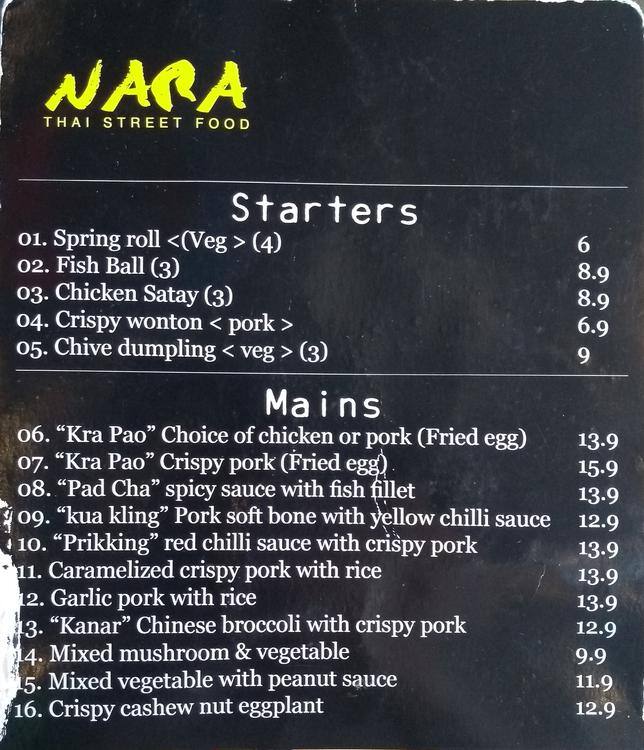 NARA
THAI STREET FOOD
Starters
01. Spring roll <(Veg > (4) 6
02. Fish Ball (3) 8.9
03. Chicken Satay (3) 8.9
04. Crispy wonton < pork > 6.9
05. Chive dumpling < veg > (3) 9
Mains
06. “Kra Pao” Choice of chicken or pork (Fried egg) 13.9
07. “Kra Pao” Crispy pork (Fried egg) 15.9
08. “Pad Cha” spicy sauce with fish fillet 13.9
09. “kua kling” Pork soft bone with yellow chilli sauce 12.9
10. “Prikking” red chilli sauce with crispy pork 13.9
11. Caramelized crispy pork with rice 13.9
12. Garlic pork with rice 13.9
13. “Kanar” Chinese broccoli with crispy pork 12.9
14. Mixed mushroom & vegetable 9.9
15. Mixed vegetable with peanut sauce 11.9
16. Crispy cashew nut eggplant 12.9